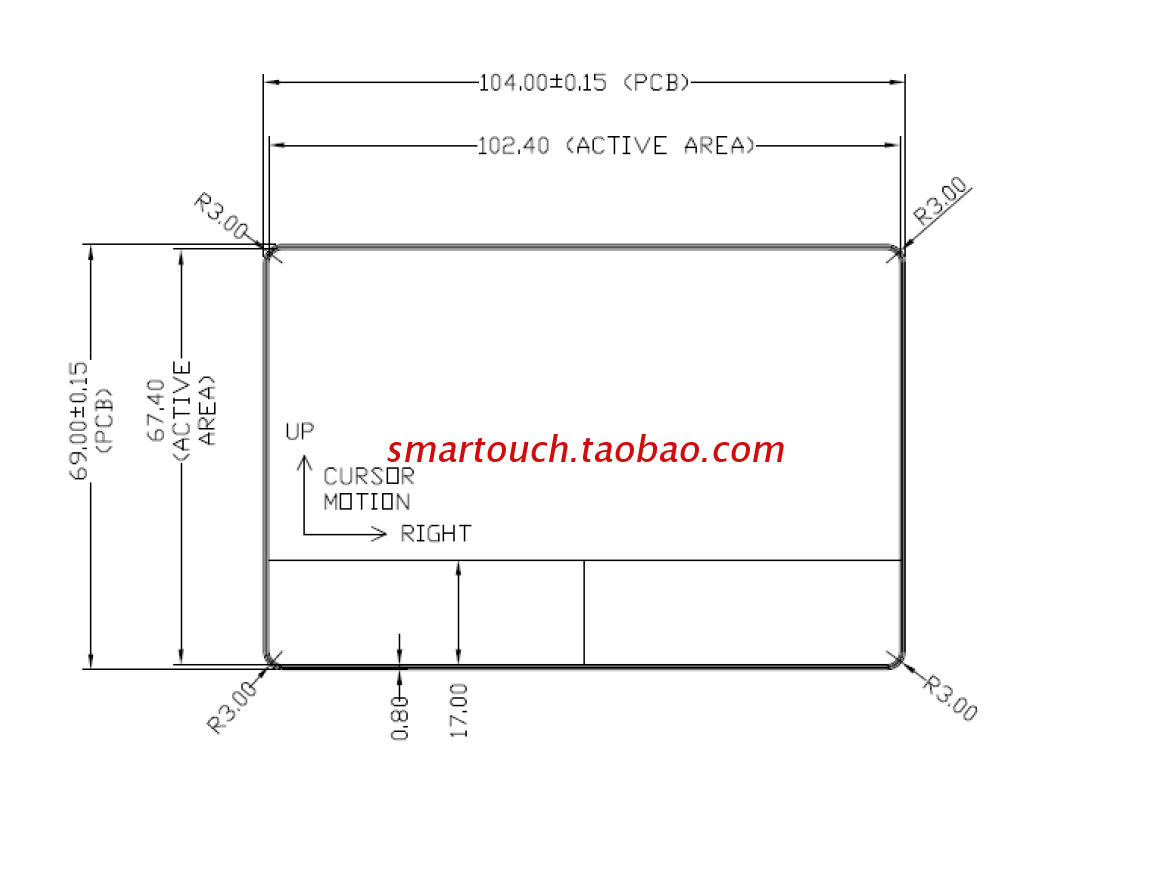 104.00±0.15 (PCB)
102.40 (ACTIVE AREA)
R3.00
R3.00
69.00±0.15
(PCB)
67.40
(ACTIVE
AREA)
UP
smartouch.taobao.com
CURSOR
MOTION
RIGHT
R3.00
0.80
17.00
R3.00